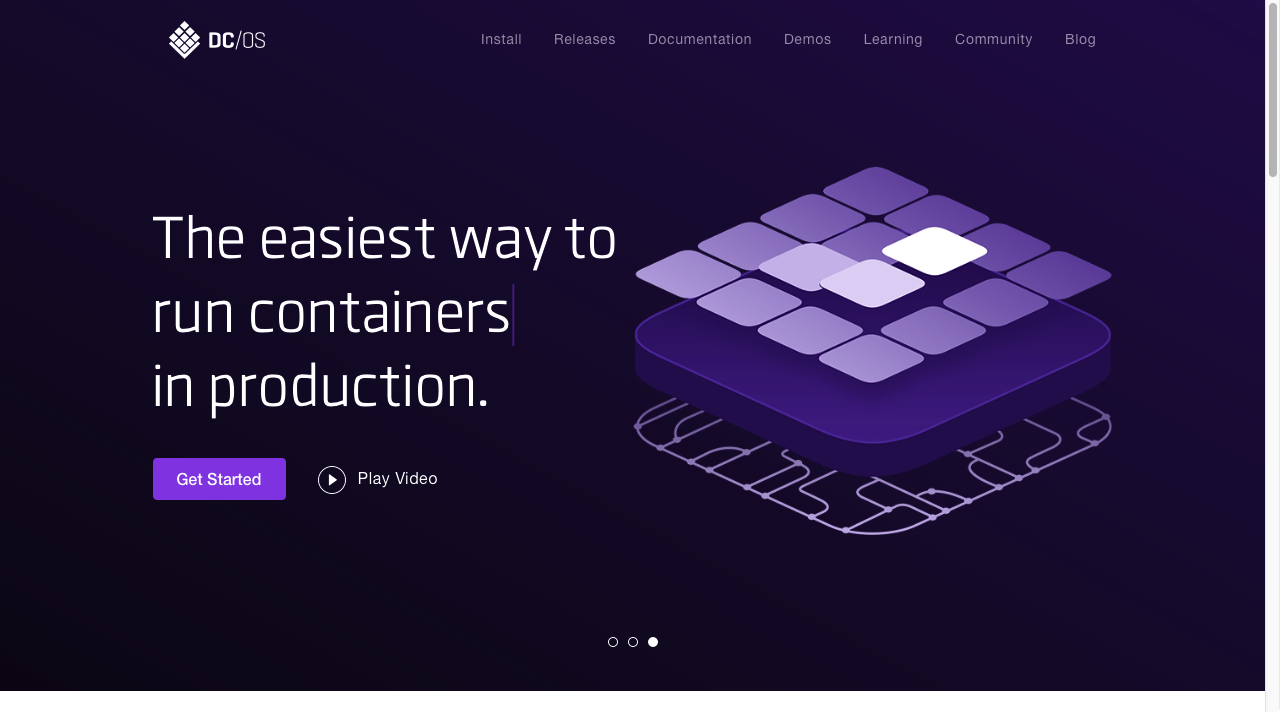 DC/OS
Install Releases Documentation Demos Learning Community Blog
The easiest way to
run containers
in production.
Get Started
Play Video